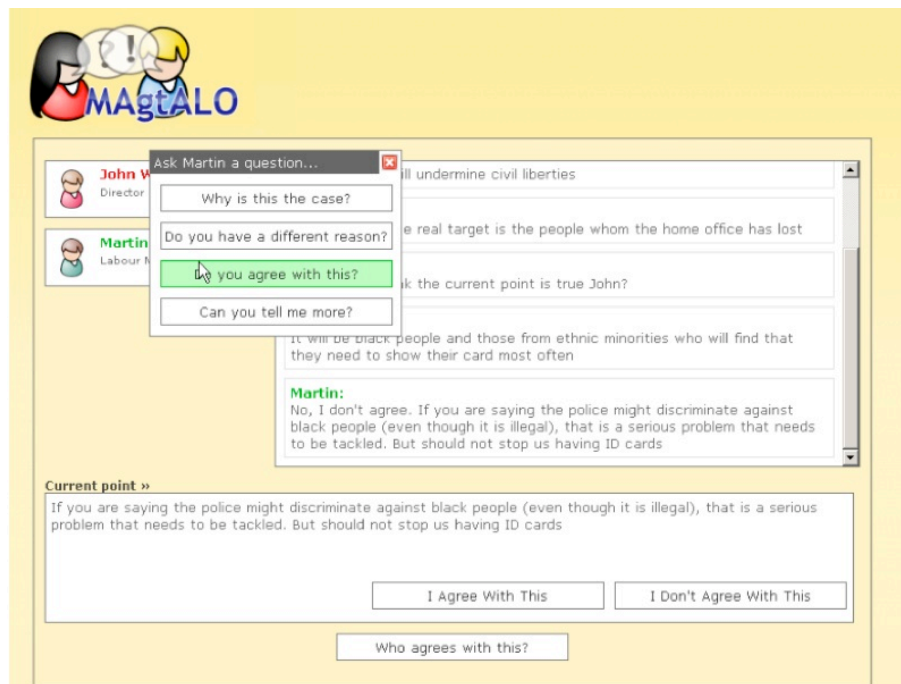 ?!
MAgtALO
John W
Director
Martin
Labour M
Ask Martin a question...
Why is this the case?
Do you have a different reason?
Do you agree with this?
Can you tell me more?
ill undermine civil liberties
e real target is the people whom the home office has lost
k the current point is true John?
It will be black people and those from ethnic minorities who will find that
they need to show their card most often
Martin:
No, I don't agree. If you are saying the police might discriminate against
black people (even though it is illegal), that is a serious problem that needs
to be tackled. But should not stop us having ID cards
Current point »
If you are saying the police might discriminate against black people (even though it is illegal), that is a serious
problem that needs to be tackled. But should not stop us having ID cards
I Agree With This
I Don't Agree With This
Who agrees with this?